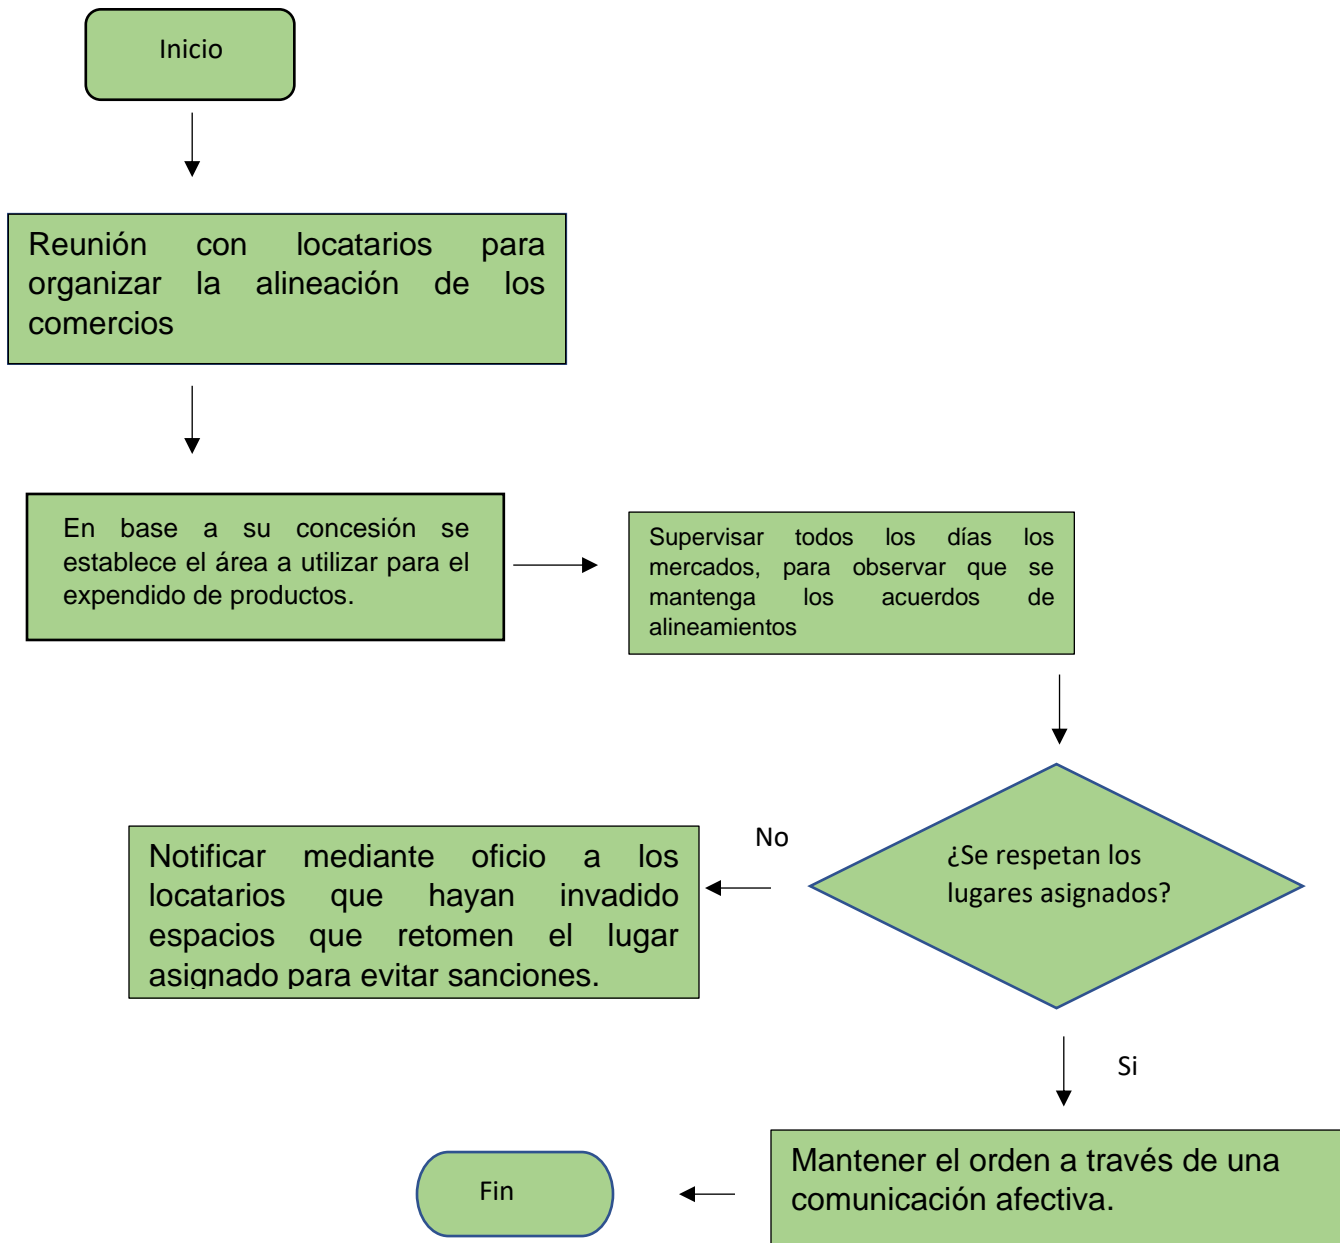 Inicio
Reunión con locatarios para
organizar la alineación de los
comercios
En base a su concesión se
establece el área a utilizar para el
expendido de productos.
Supervisar todos los días los
mercados, para observar que se
mantenga los acuerdos de
alineamientos
¿Se respetan los
lugares asignados?
No
Notificar mediante oficio a los
locatarios que hayan invadido
espacios que retomen el lugar
asignado para evitar sanciones.
Si
Mantener el orden a través de una
comunicación afectiva.
Fin